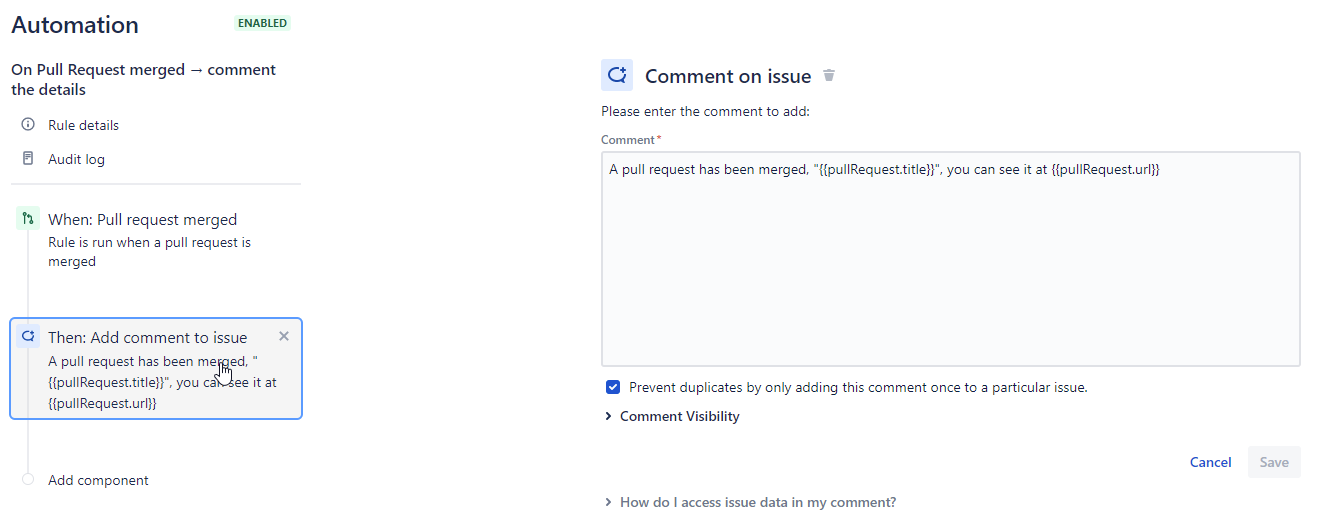 Automation
ENABLED
On Pull Request merged → comment
the details
Rule details
Audit log
When: Pull request merged
Rule is run when a pull request is
merged
Then: Add comment to issue
A pull request has been merged, "
{{pullRequest.title}}", you can see it at
{{pullRequest.url}}
Add component
Comment on issue
Please enter the comment to add:
Comment*
A pull request has been merged, "{{pullRequest.title}}", you can see it at {{pullRequest.url}}
Prevent duplicates by only adding this comment once to a particular issue.
Comment Visibility
Cancel
Save
How do I access issue data in my comment?